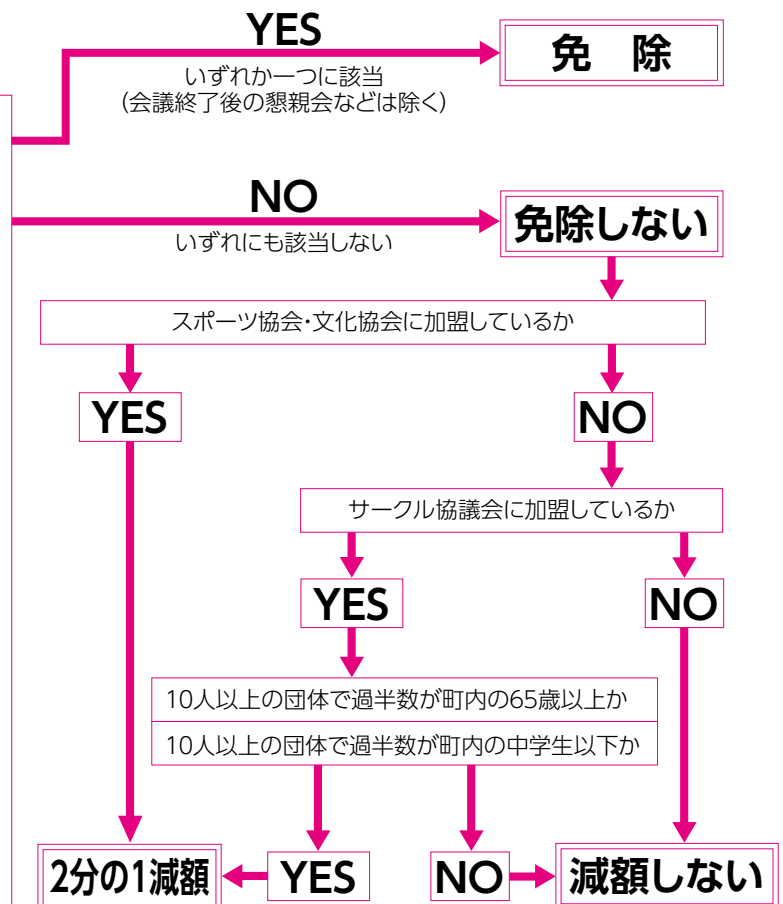 YES
いずれか一つに該当
（会議終了後の懇親会などは除く）
免　除
NO
いずれにも該当しない
免除しない
スポーツ協会・文化協会に加盟しているか
YES
NO
サークル協議会に加盟しているか
YES
NO
10人以上の団体で過半数が町内の65歳以上か
10人以上の団体で過半数が町内の中学生以下か
2分の1減額
YES
NO
減額しない